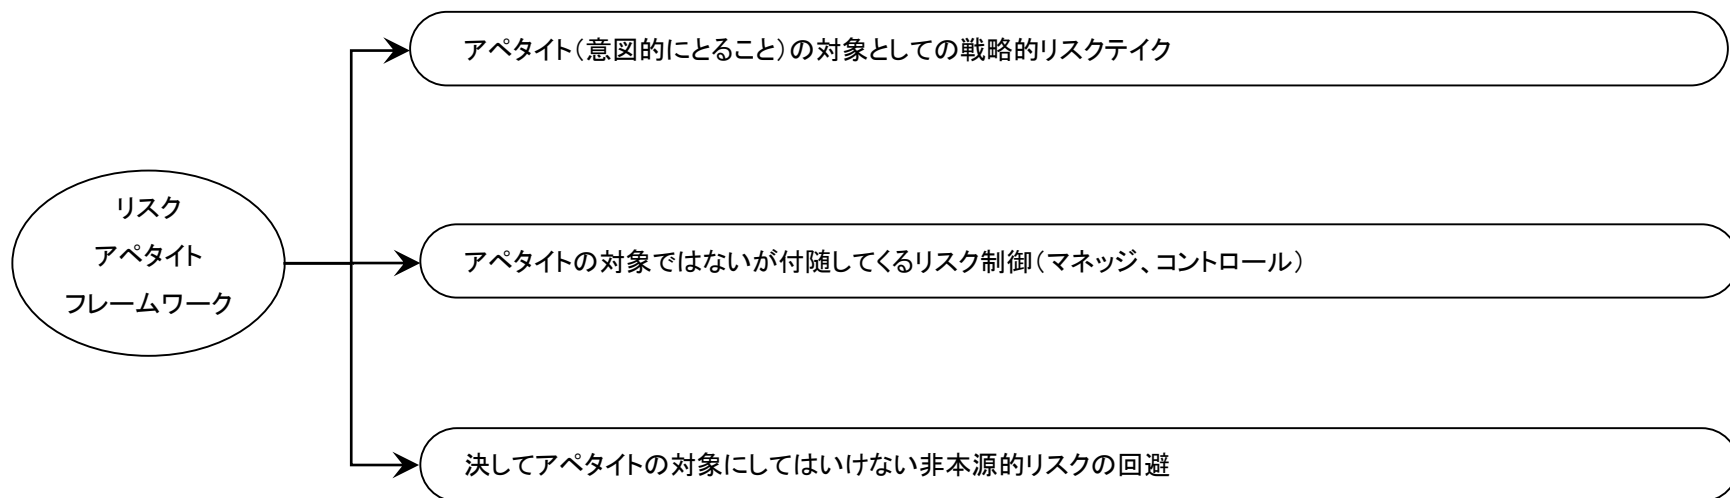 アペタイト（意図的にとること）の対象としての戦略的リスクテイク
リスク
アペタイト
フレームワーク
アペタイトの対象ではないが付随してくるリスク制御（マネッジ、コントロール）
決してアペタイトの対象にしてはいけない非本源的リスクの回避